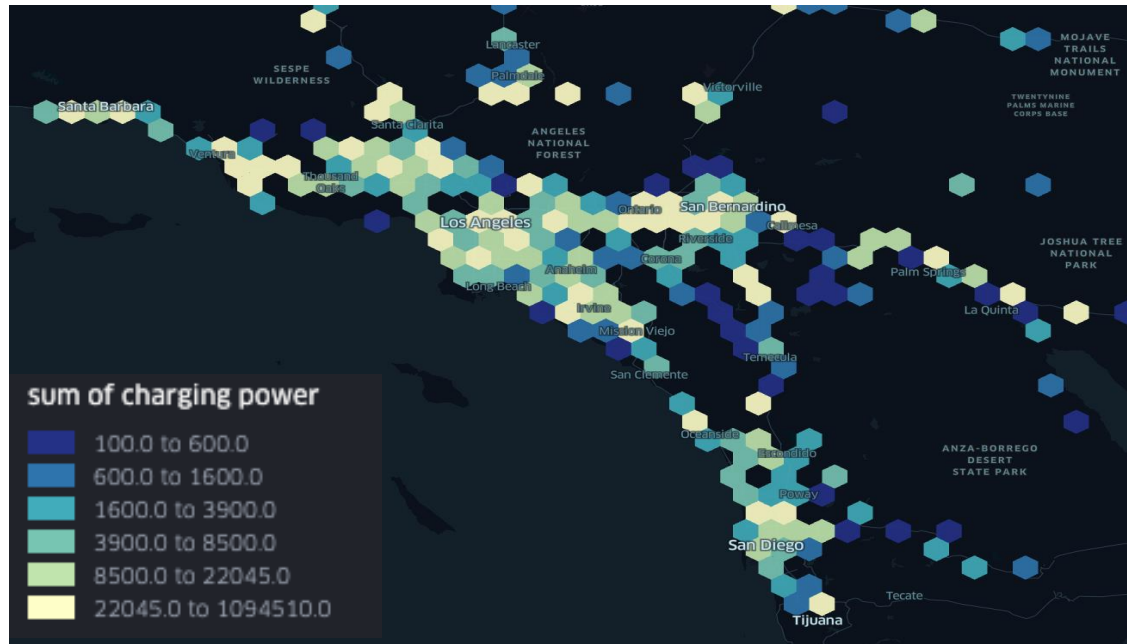 Lancaster
MOJAVE
TRAILS
NATIONAL
MONUMENT
SESPE
WILDERNESS
Palmdale
Victorville
TWENTYNINE
PALMS MARINE
CORPS BASE
Santa Barbara
Santa Clarita
ANGELES
NATIONAL
FOREST
Ventura
Thousand
Oaks
Ontario
San Bernardino
Los Angeles
Calimesa
Riverside
JOSHUA TREE
NATIONAL
PARK
Corona
Anaheim
Palm Springs
Long Beach
Irvine
La Quinta
Mission Viejo
Temecula
San Clemente
Oceanside
Escondido
ANZA-BORREGO
DESERT
STATE PARK
Poway
San Diego
Tecate
Tijuana
sum of charging power
100.0 to 600.0
600.0 to 1600.0
1600.0 to 3900.0
3900.0 to 8500.0
8500.0 to 22045.0
22045.0 to 1094510.0